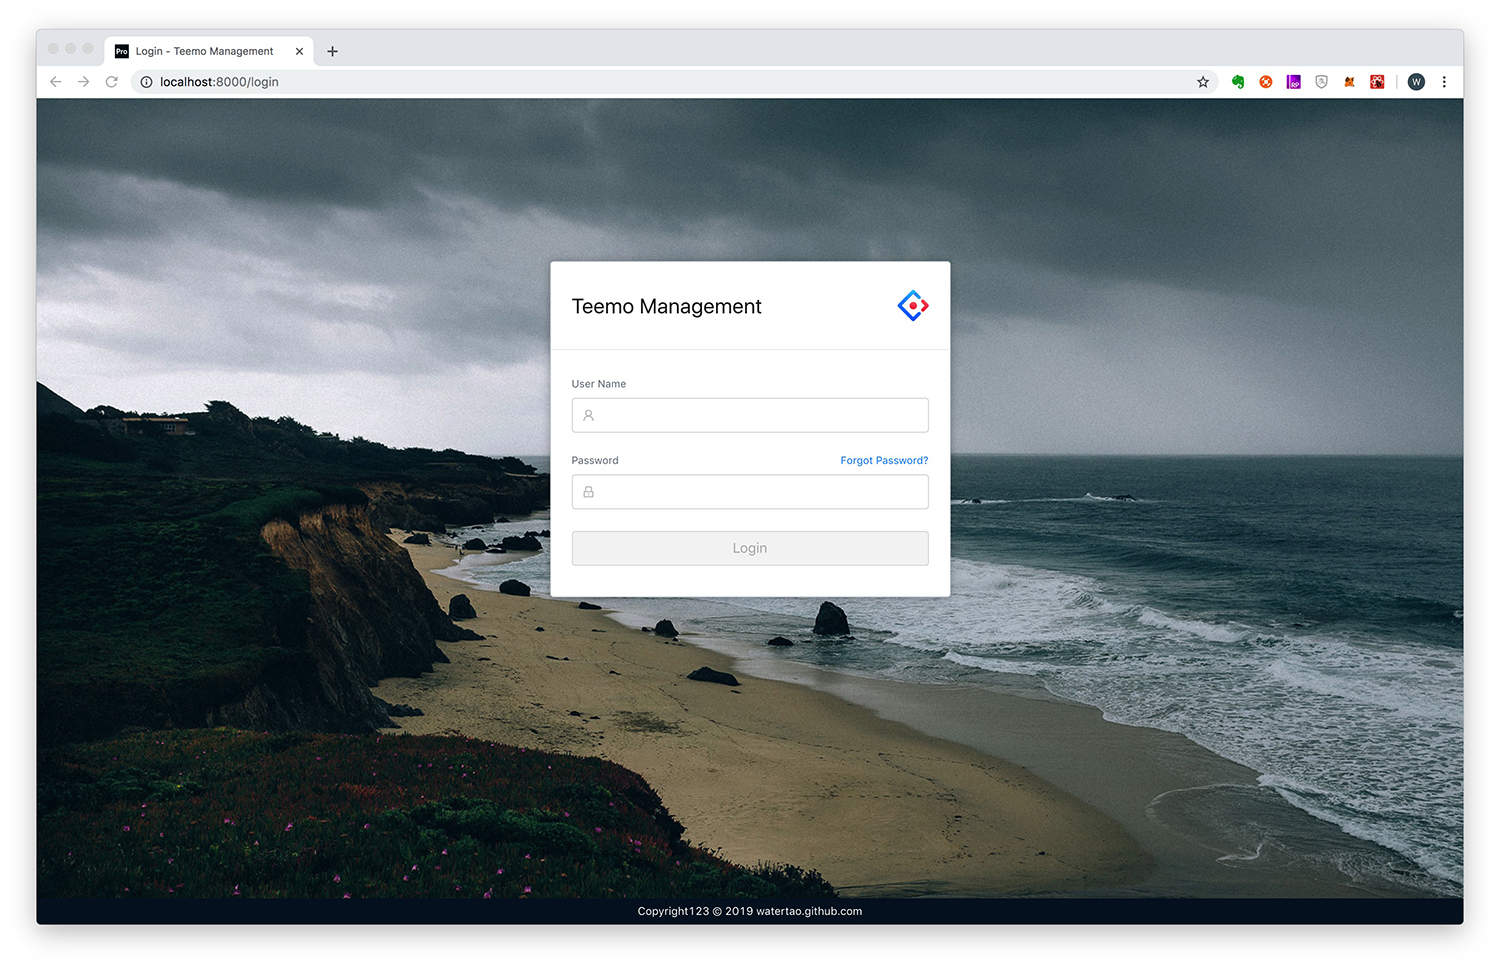 Pro Login - Teemo Management
localhost:8000/login
RP
W
Teemo Management
User Name
Password Forgot Password?
Login
Copyright123 © 2019 watertao.github.com